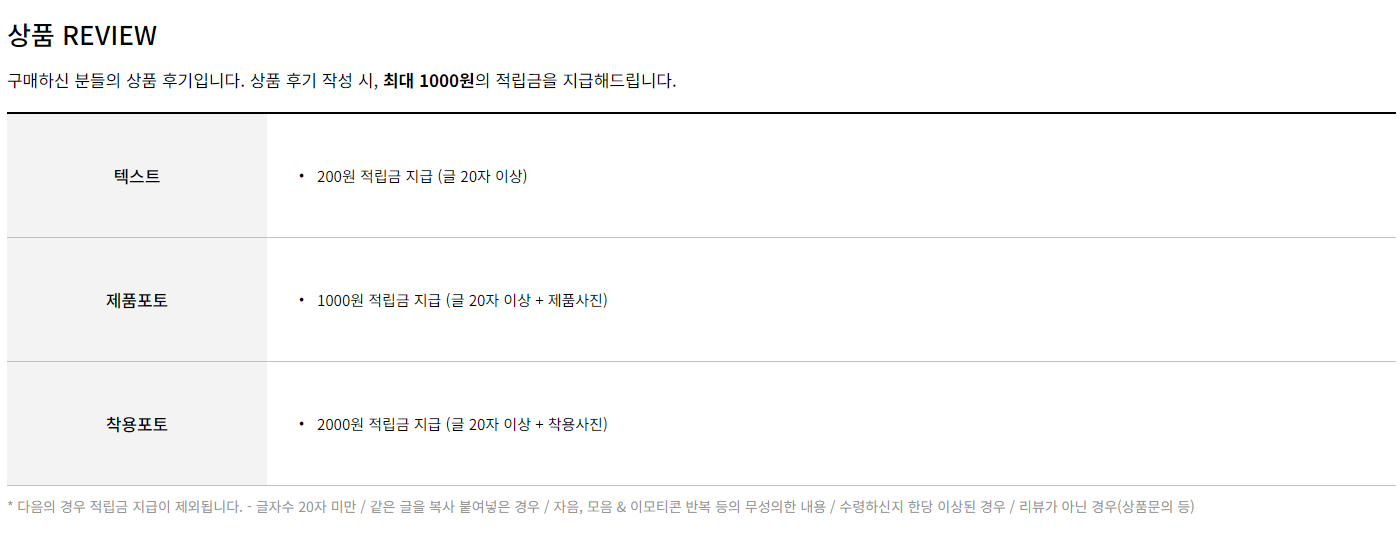 상품 REVIEW
구매하신 분들의 상품 후기입니다. 상품 후기 작성 시, 최대 1000원의 적립금을 지급해드립니다.
텍스트
• 200원 적립금 지급 (글 20자 이상)
제품포토
• 1000원 적립금 지급 (글 20자 이상 + 제품사진)
착용포토
• 2000원 적립금 지급 (글 20자 이상 + 착용사진)
* 다음의 경우 적립금 지급이 제외됩니다. - 글자수 20자 미만 / 같은 글을 복사 붙여넣은 경우 / 자음, 모음 & 이모티콘 반복 등의 무성의한 내용 / 수령하신지 한당 이상된 경우 / 리뷰가 아닌 경우(상품문의 등)